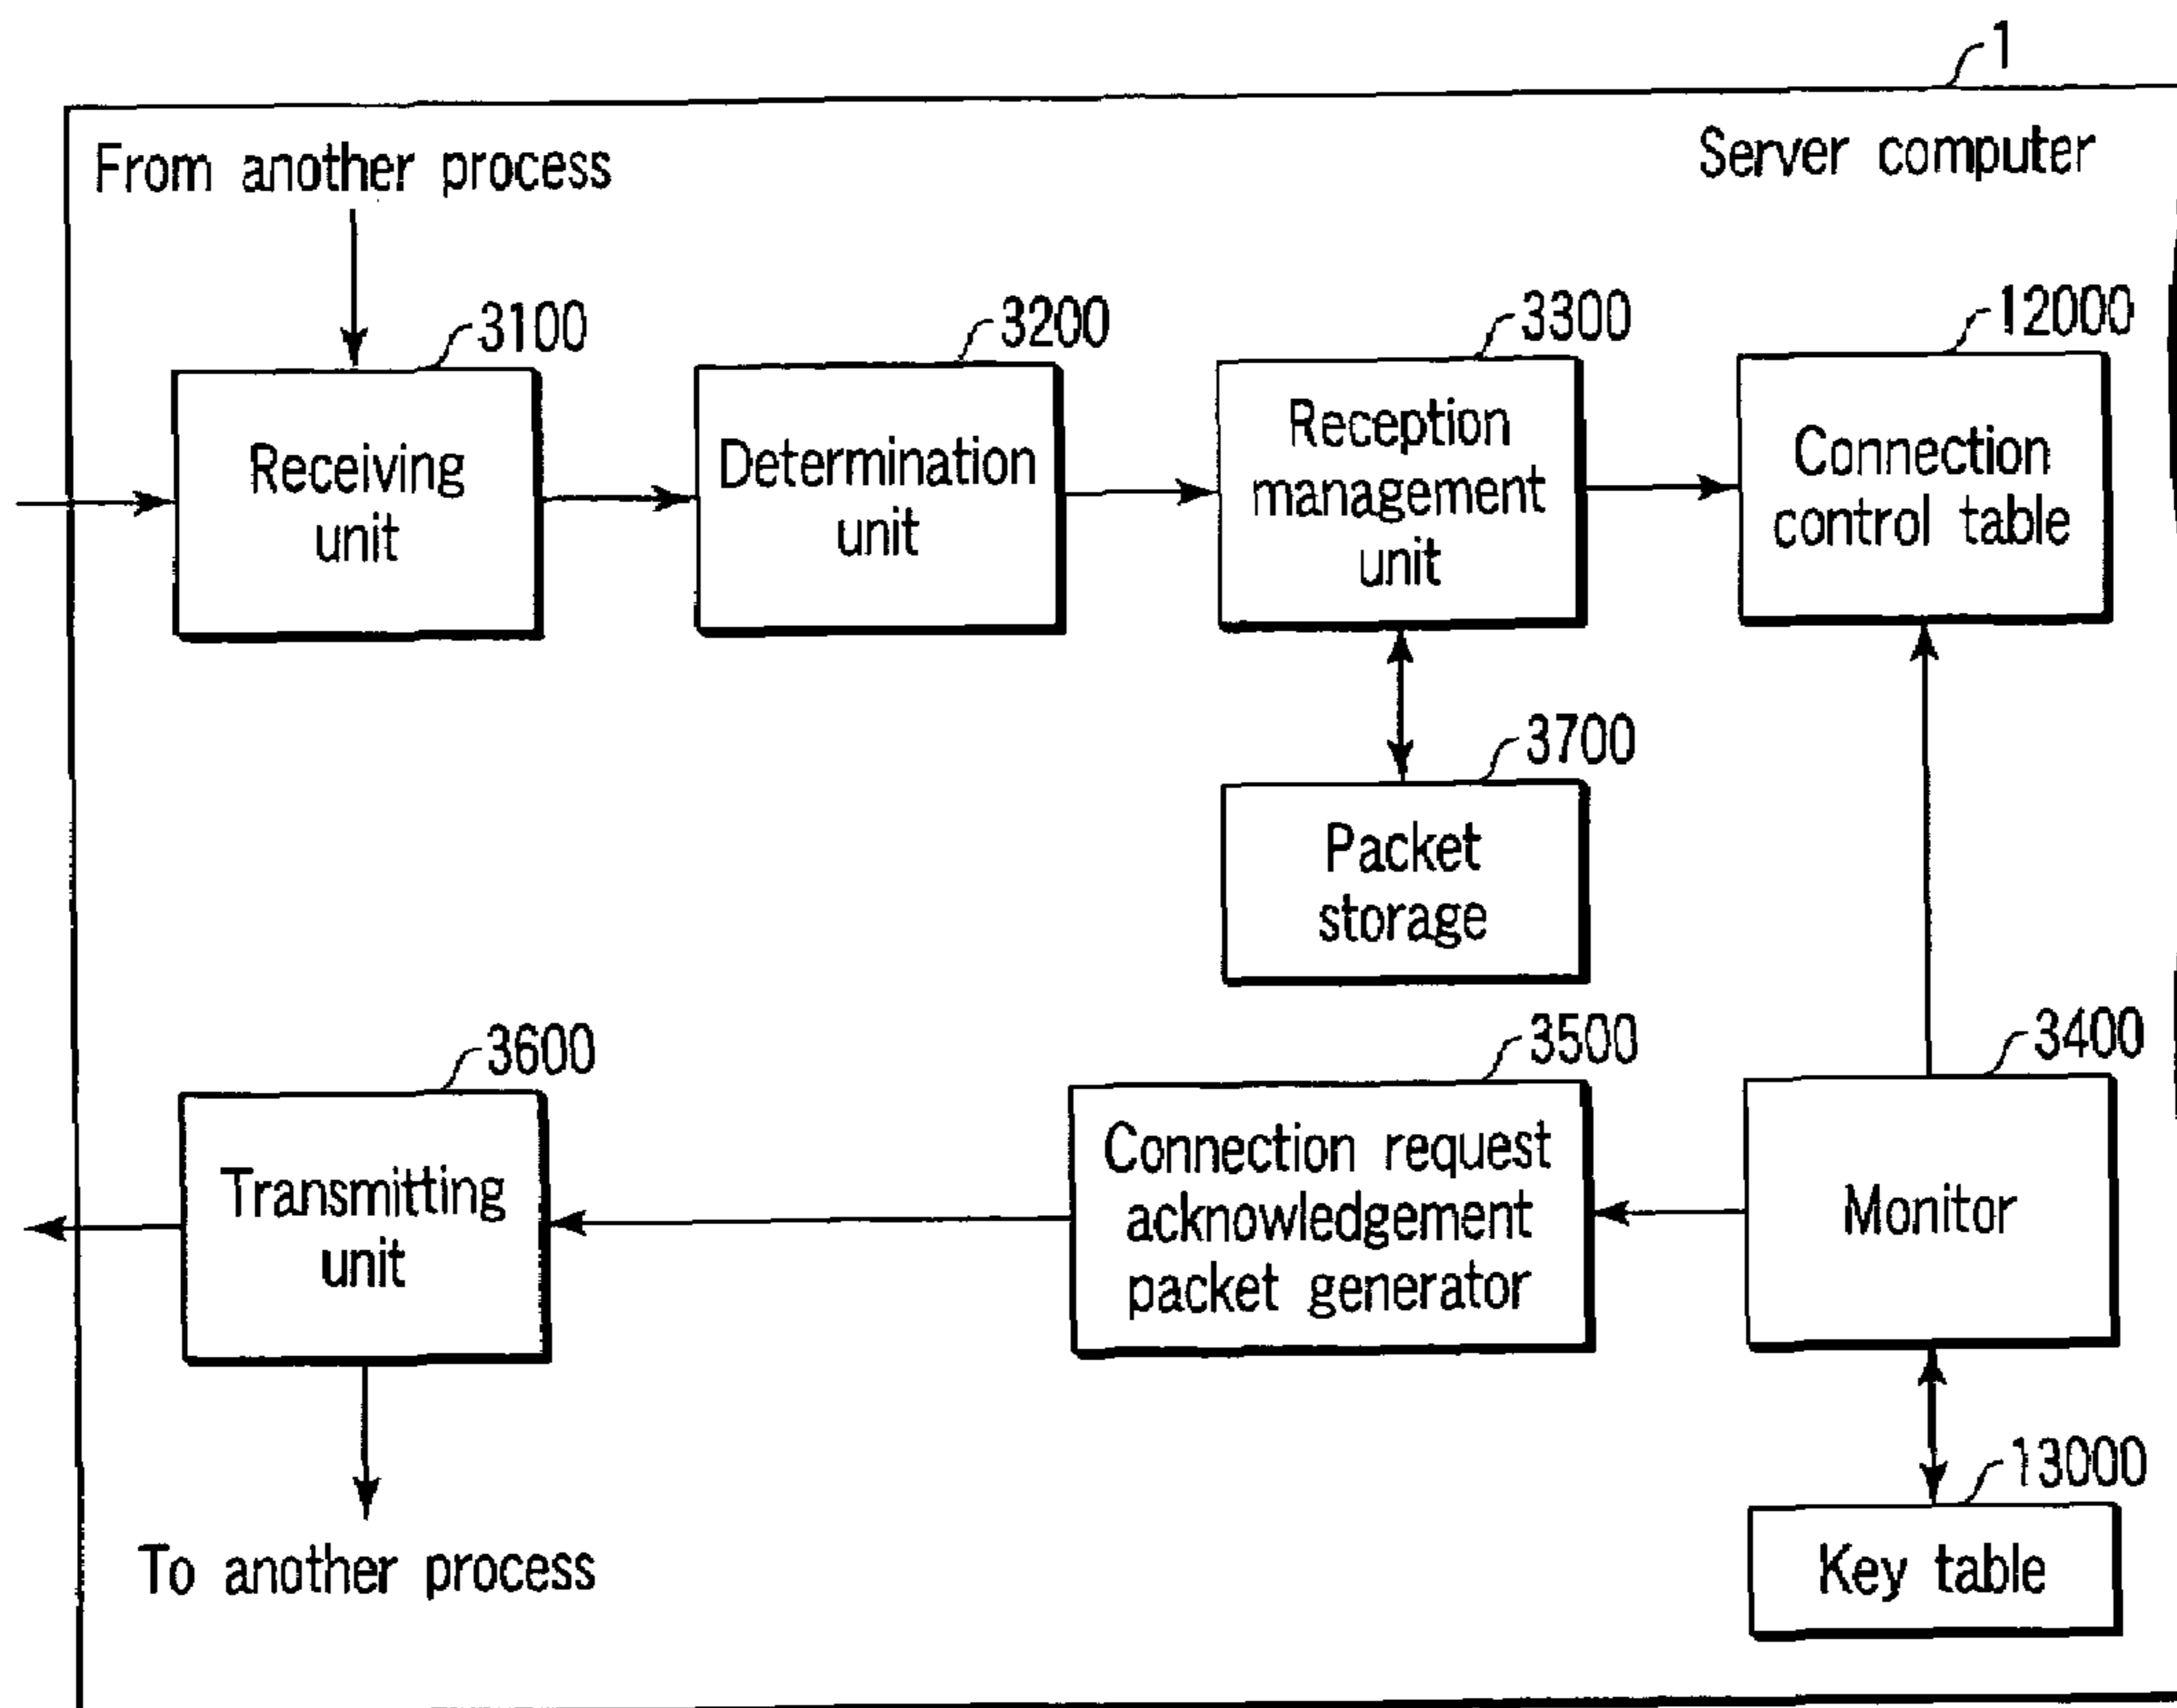 1
From another process
Server computer
3100
3200
3300
12000
Receiving
unit
Determination
unit
Reception
management
unit
Connection
control table
3700
Packet
storage
3600
3500
3400
Transmitting
unit
Connection request
acknowledgement
packet generator
Monitor
13000
To another process
Key table